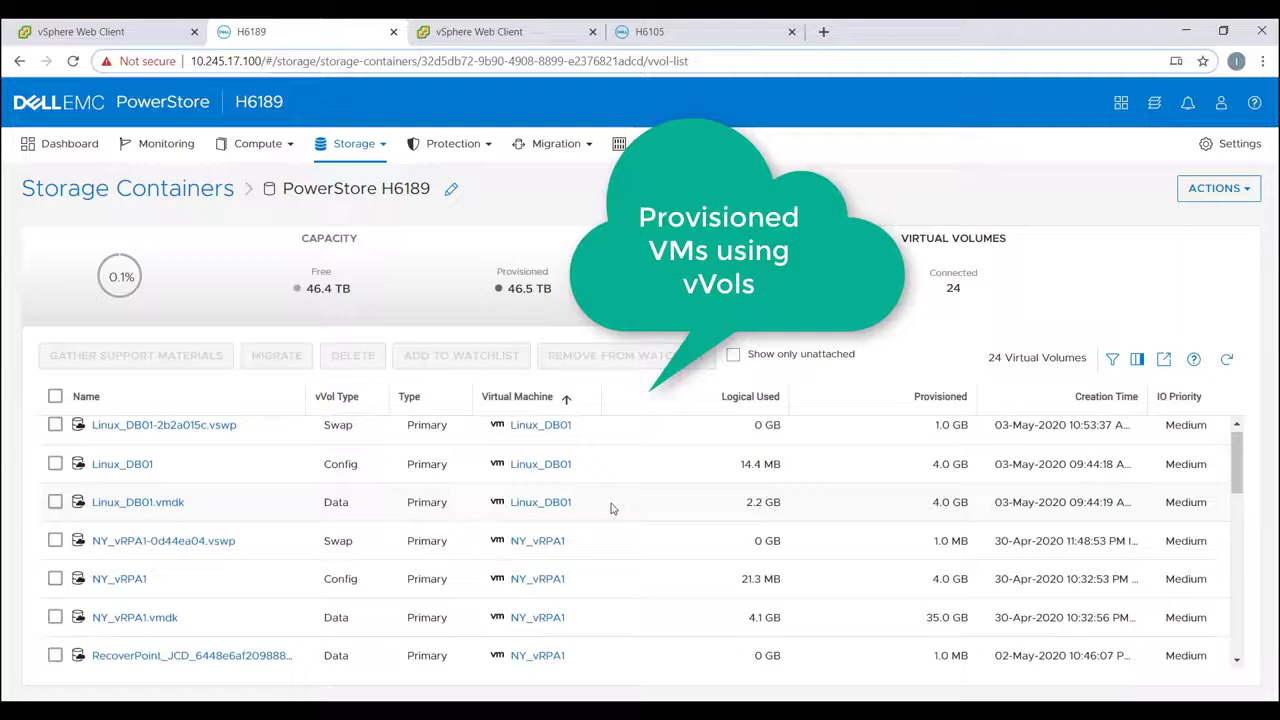 vSphere Web Client
H6189
vSphere Web Client
H6105
Not secure 10.245.17.100/#/storage/storage-containers/32d5db72-9b90-4908-8899-e2376821adcd/vvol-list
DELLEMC PowerStore H6189
Dashboard Monitoring Compute Storage Protection Migration Settings
Storage Containers PowerStore H6189 ACTIONS
Provisioned
VMs using
vVols
CAPACITY VIRTUAL VOLUMES
0.1%
Free Provisioned Connected
46.4 TB 46.5 TB 24
GATHER SUPPORT MATERIALS MIGRATE DELETE ADD TO WATCHLIST REMOVE FROM Show only unattached 24 Virtual Volumes
Name vVol Type Type Virtual Machine Logical Used Provisioned Creation Time IO Priority
Linux_DB01-2b2a015c.vswp Swap Primary vm Linux_DB01 0 GB 1.0 GB 03-May-2020 10:53:37 A... Medium
Linux_DB01 Config Primary vm Linux_DB01 14.4 MB 4.0 GB 03-May-2020 09:44:18 A... Medium
Linux_DB01.vmdk Data Primary vm Linux_DB01 2.2 GB 4.0 GB 03-May-2020 09:44:19 A... Medium
NY_vRPA1-0d44ea04.vswp Swap Primary vm NY_vRPA1 0 GB 1.0 MB 30-Apr-2020 11:48:53 PM I... Medium
NY_vRPA1 Config Primary vm NY_vRPA1 21.3 MB 4.0 GB 30-Apr-2020 10:32:53 PM ... Medium
NY_vRPA1.vmdk Data Primary vm NY_vRPA1 4.1 GB 35.0 GB 30-Apr-2020 10:32:56 PM... Medium
RecoverPoint_JCD_6448e6af209888... Data Primary vm NY_vRPA1 0 GB 1.0 MB 02-May-2020 10:46:07 P... Medium